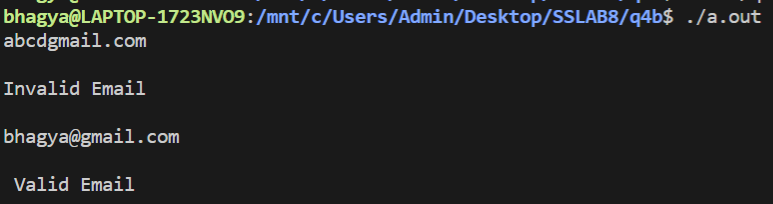 bhagya@LAPTOP-1723NVO9:/mnt/c/Users/Admin/Desktop/SSLAB8/q4b$ ./a.out
abcdgmail.com
Invalid Email
bhagya@gmail.com
Valid Email